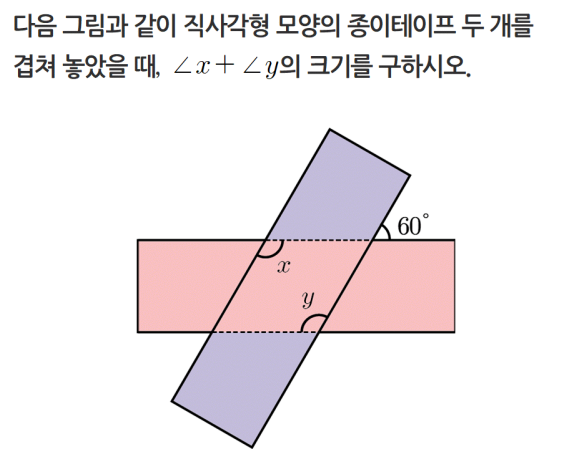 다음 그림과 같이 직사각형 모양의 종이테이프 두 개를
겹쳐 놓았을 때, ∠x+∠y의 크기를 구하시오.
60°
x
y